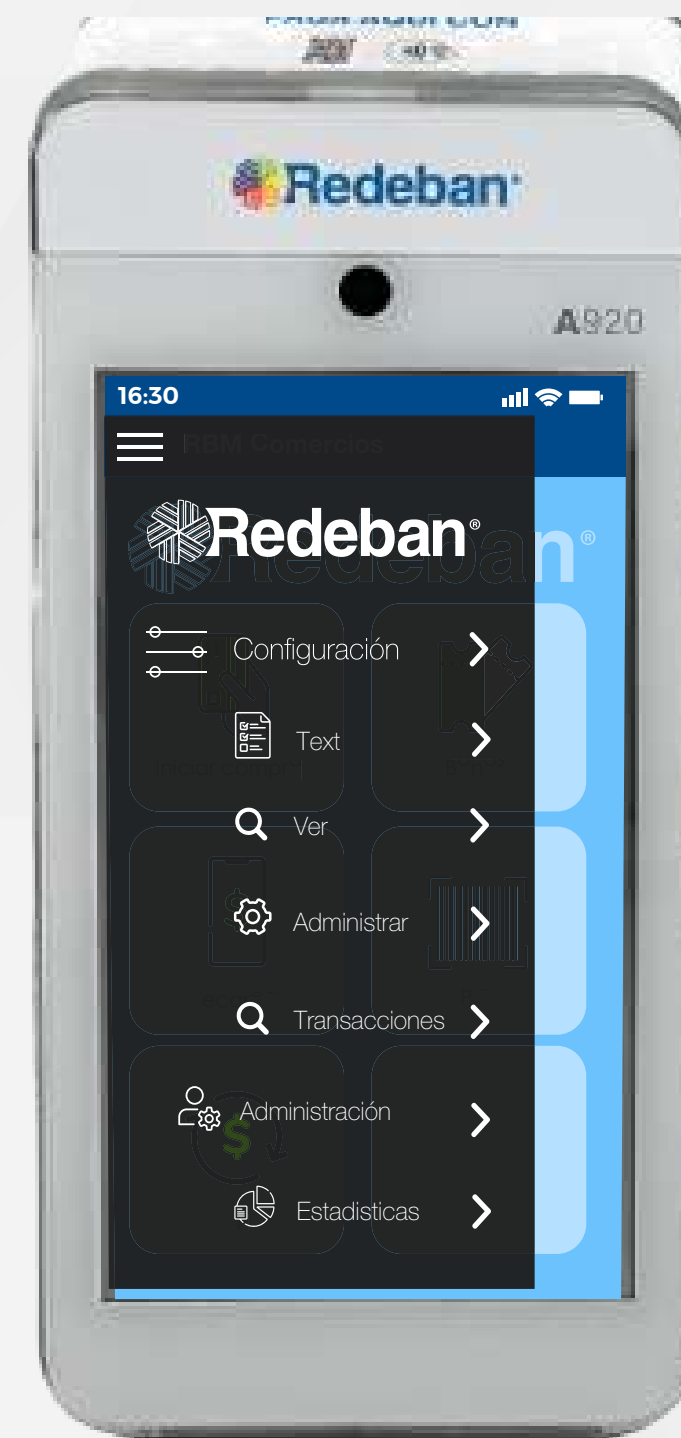 Redeban
A920
16:30
RBM Comercios
Redeban®
Configuración
Text
Ver
Administrar
Transacciones
Administración
Estadisticas